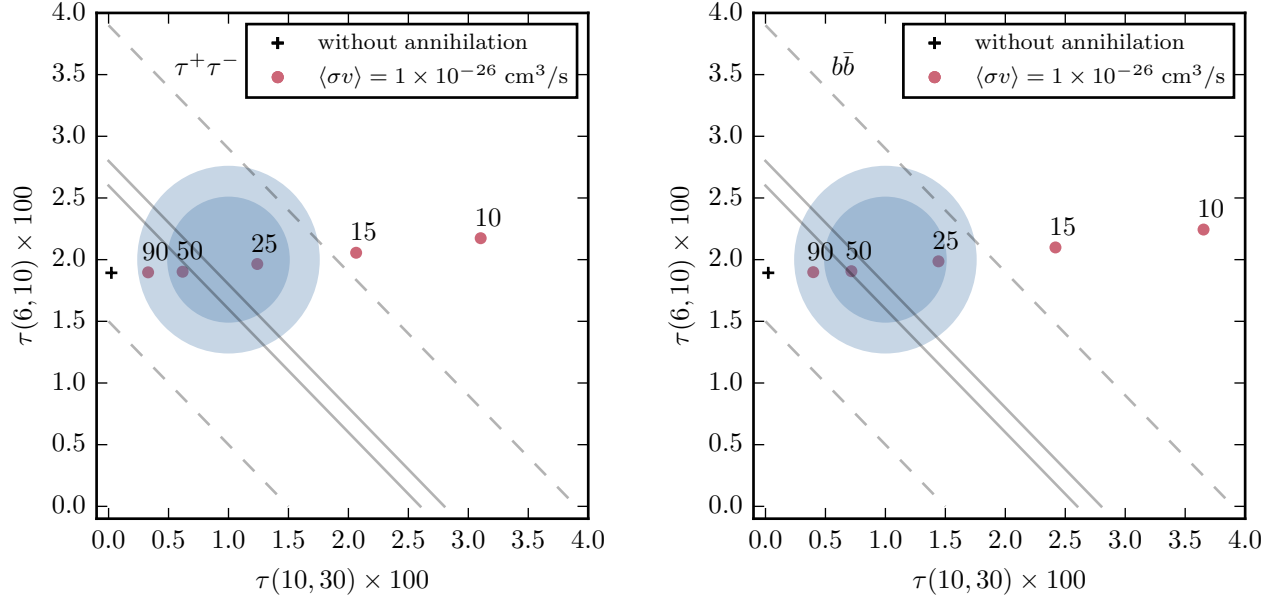 4.0
3.5
3.0
2.5
2.0
1.5
1.0
0.5
0.0
τ(6, 10) × 100
without annihilation
⟨σv⟩ = 1 × 10⁻²⁶ cm³/s
τ⁺τ⁻
90
50
25
15
10
0.0 0.5 1.0 1.5 2.0 2.5 3.0 3.5 4.0
τ(10, 30) × 100
4.0
3.5
3.0
2.5
2.0
1.5
1.0
0.5
0.0
τ(6, 10) × 100
without annihilation
⟨σv⟩ = 1 × 10⁻²⁶ cm³/s
bb̄
90
50
25
15
10
0.0 0.5 1.0 1.5 2.0 2.5 3.0 3.5 4.0
τ(10, 30) × 100